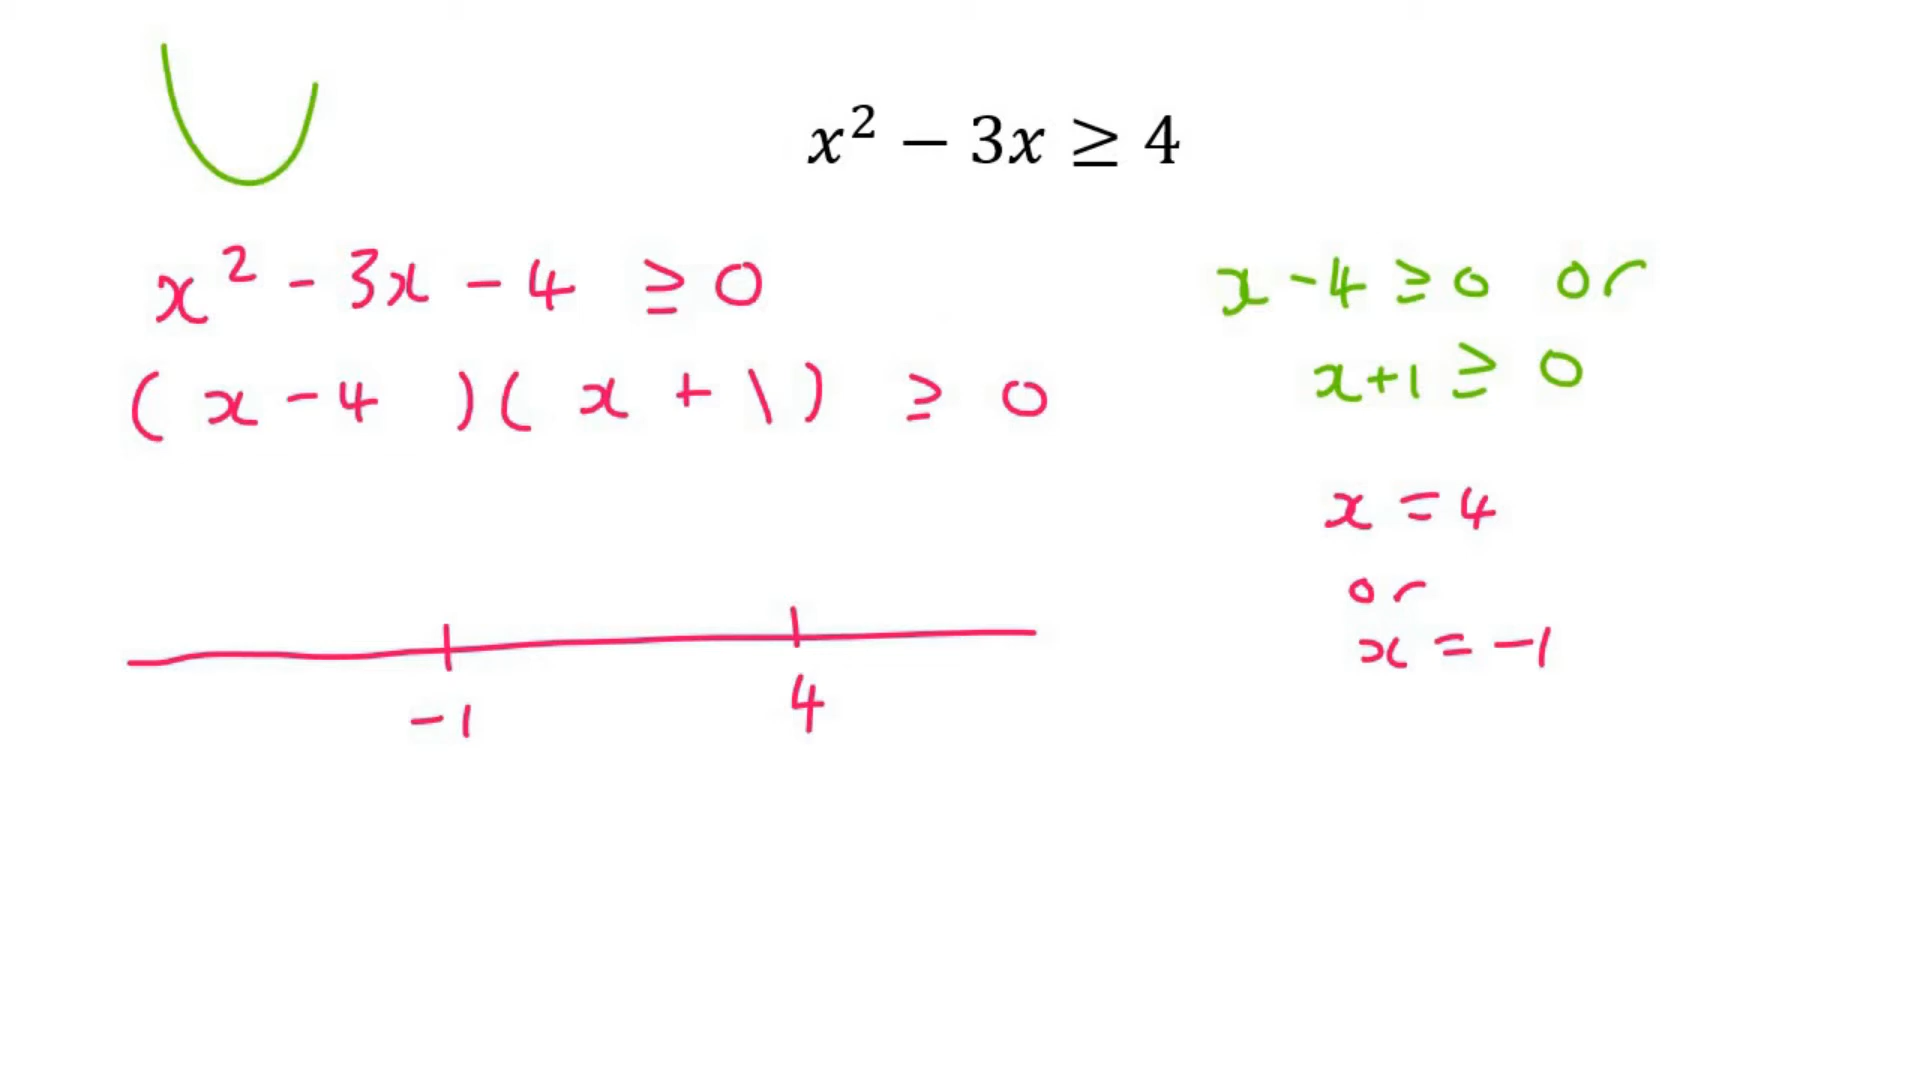 x² − 3x ≥ 4
x² - 3x - 4 ≥ 0
(x - 4)(x + 1) ≥ 0
x - 4 ≥ 0 or
x + 1 ≥ 0
x = 4
or
x = -1
-1 4